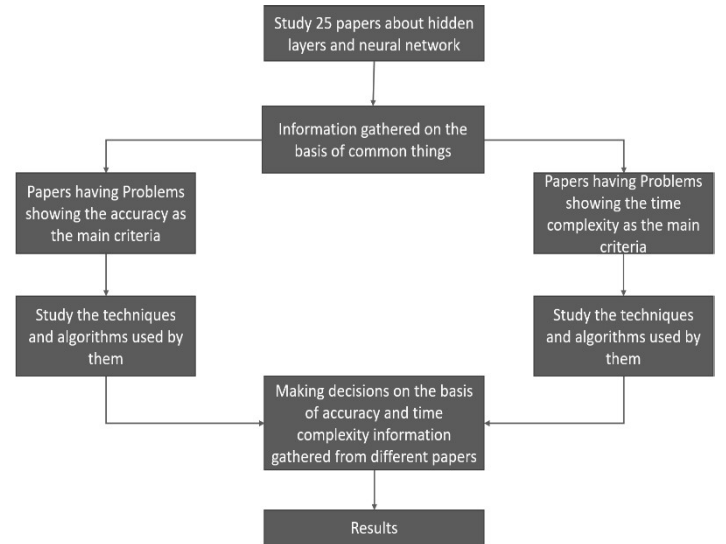 Study 25 papers about hidden
layers and neural network
Information gathered on the
basis of common things
Papers having Problems
showing the accuracy as
the main criteria
Papers having Problems
showing the time
complexity as the main
criteria
Study the techniques
and algorithms used by
them
Study the techniques
and algorithms used by
them
Making decisions on the basis
of accuracy and time
complexity information
gathered from different papers
Results